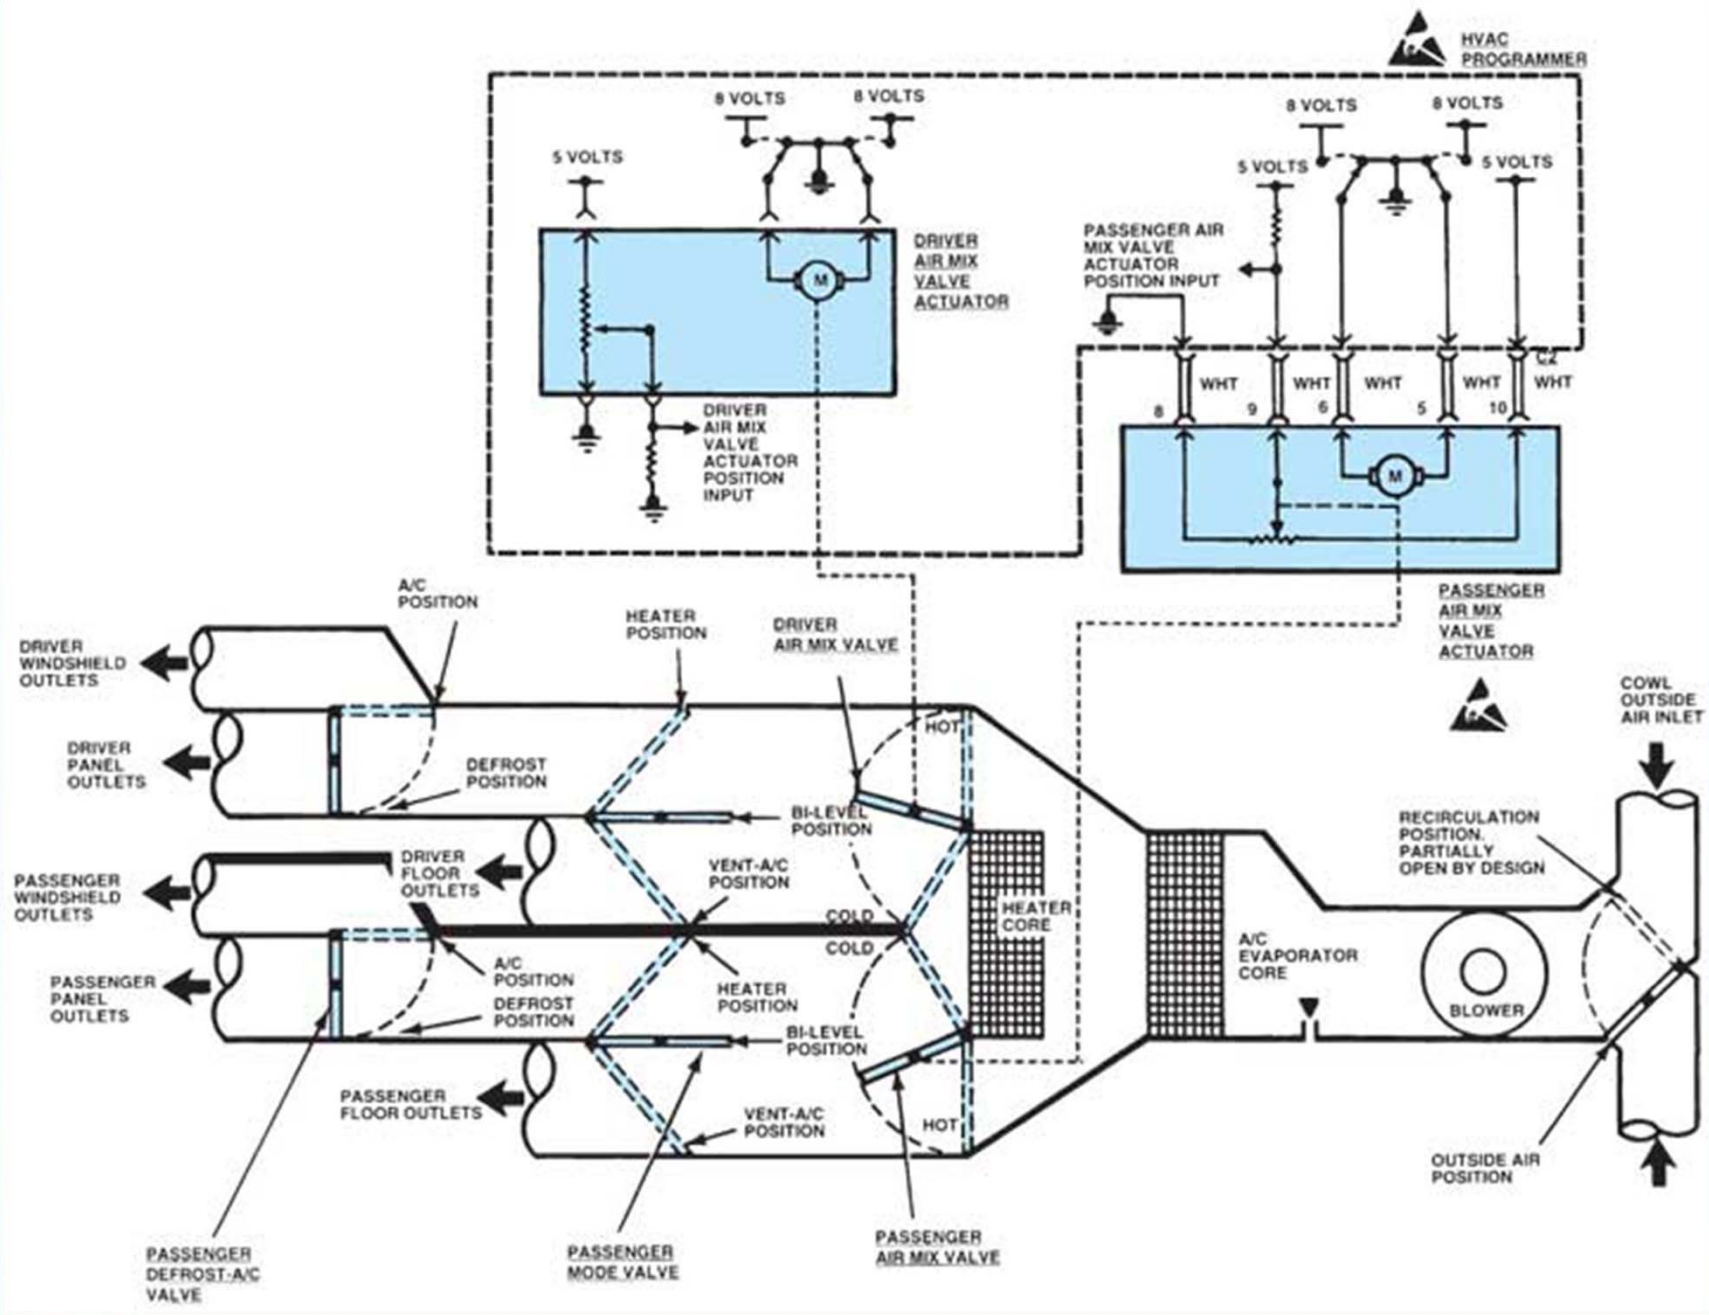 HVAC
PROGRAMMER
8 VOLTS
8 VOLTS
5 VOLTS
8 VOLTS
8 VOLTS
5 VOLTS
5 VOLTS
PASSENGER AIR
MIX VALVE
ACTUATOR
POSITION INPUT
DRIVER
AIR MIX
VALVE
ACTUATOR
M
DRIVER
AIR MIX
VALVE
ACTUATOR
POSITION
INPUT
C2
WHT
WHT
WHT
WHT
WHT
8
9
6
5
10
M
PASSENGER
AIR MIX
VALVE
ACTUATOR
A/C
POSITION
HEATER
POSITION
DRIVER
AIR MIX VALVE
DRIVER
WINDSHIELD
OUTLETS
COWL
OUTSIDE
AIR INLET
HOT
DRIVER
PANEL
OUTLETS
DEFROST
POSITION
BI-LEVEL
POSITION
RECIRCULATION
POSITION.
PARTIALLY
OPEN BY DESIGN
DRIVER
FLOOR
OUTLETS
VENT-A/C
POSITION
PASSENGER
WINDSHIELD
OUTLETS
COLD
COLD
HEATER
CORE
A/C
EVAPORATOR
CORE
BLOWER
PASSENGER
PANEL
OUTLETS
A/C
POSITION
DEFROST
POSITION
HEATER
POSITION
BI-LEVEL
POSITION
PASSENGER
FLOOR OUTLETS
VENT-A/C
POSITION
HOT
OUTSIDE AIR
POSITION
PASSENGER
DEFROST-A/C
VALVE
PASSENGER
MODE VALVE
PASSENGER
AIR MIX VALVE